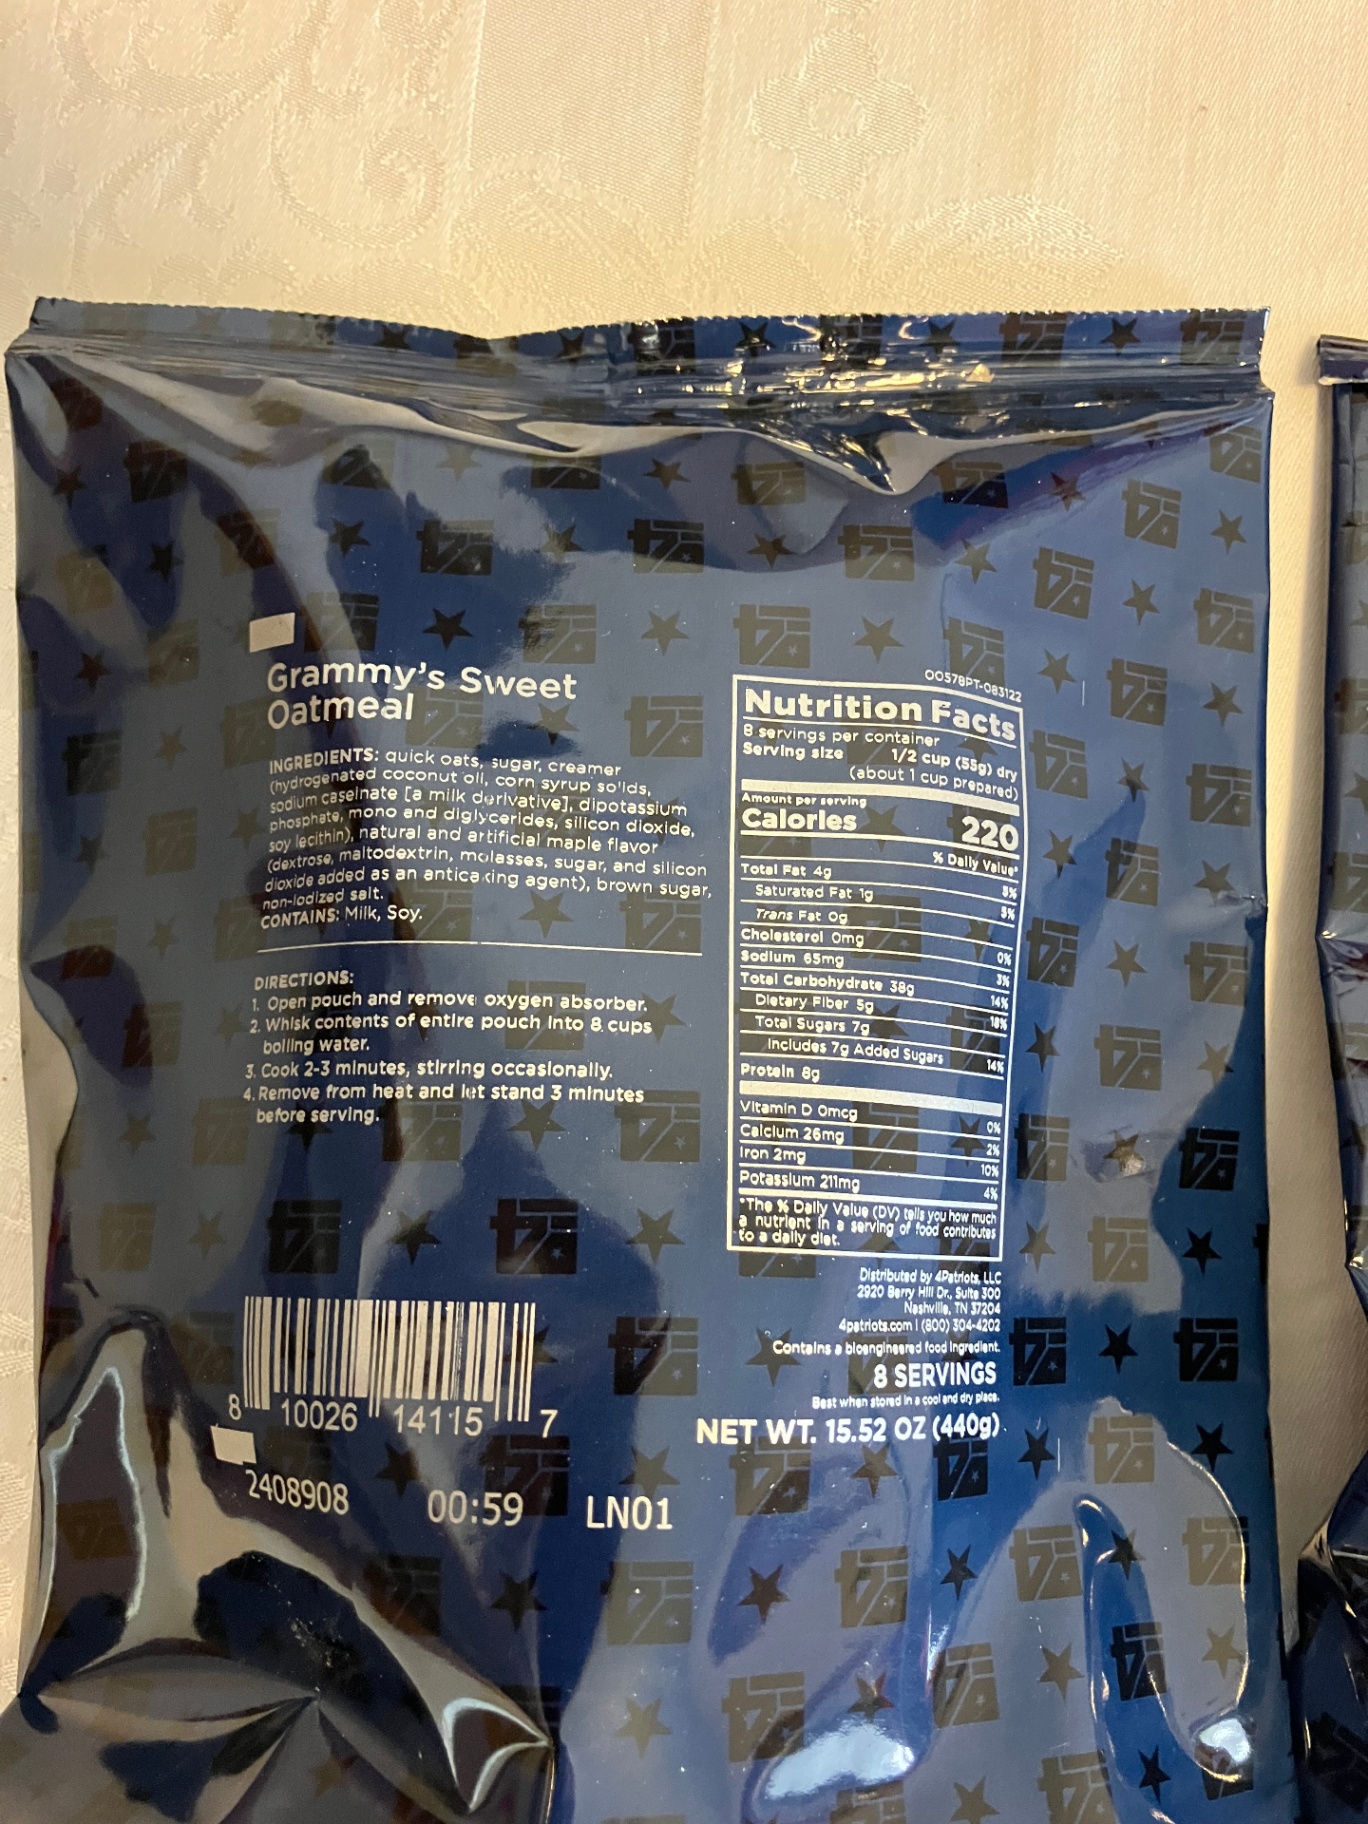 Grammy's Sweet
Oatmeal
INGREDIENTS: quick oats, sugar, creamer
(hydrogenated coconut oil, corn syrup solids,
sodium caseinate [a milk derivative], dipotassium
phosphate, mono and diglycerides, silicon dioxide,
soy lecithin), natural and artificial maple flavor
(dextrose, maltodextrin, molasses, sugar, and silicon
dioxide added as an anticaking agent), brown sugar,
non-iodized salt.
CONTAINS: Milk, Soy.
DIRECTIONS:
1. Open pouch and remove oxygen absorber.
2. Whisk contents of entire pouch into 8 cups
boiling water.
3. Cook 2-3 minutes, stirring occasionally.
4. Remove from heat and let stand 3 minutes
before serving.
00578PT-083122
Nutrition Facts
8 servings per container
Serving size 1/2 cup (55g) dry
(about 1 cup prepared)
Amount per serving
Calories 220
% Daily Value*
Total Fat 4g 5%
Saturated Fat 1g 5%
Trans Fat 0g
Cholesterol 0mg 0%
Sodium 65mg 3%
Total Carbohydrate 38g 14%
Dietary Fiber 5g 18%
Total Sugars 7g
Includes 7g Added Sugars 14%
Protein 8g
Vitamin D 0mcg 0%
Calcium 26mg 2%
Iron 2mg 10%
Potassium 211mg 4%
*The % Daily Value (DV) tells you how much
a nutrient in a serving of food contributes
to a daily diet.
Distributed by 4Patriots, LLC
2920 Berry Hill Dr., Suite 300
Nashville, TN 37204
4patriots.com | (800) 304-4202
Contains a bioengineered food ingredient.
8 SERVINGS
Best when stored in a cool and dry place.
NET WT. 15.52 OZ (440g)
8 10026 14115 7
2408908 00:59 LN01